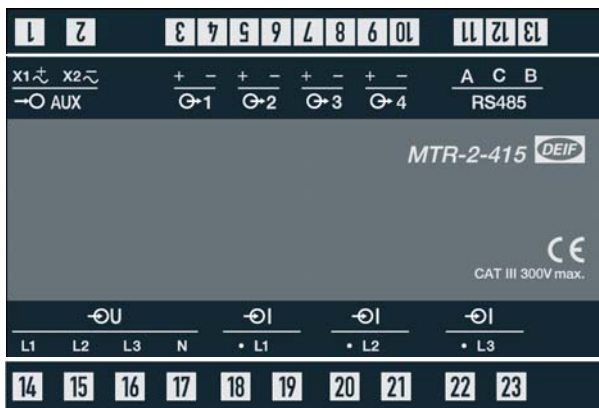 1 2 3 4 5 6 7 8 9 10 11 12 13
X1 X2 + - + - + - + - A C B
AUX 1 2 3 4 RS485
MTR-2-415 DEIF
CE
CAT III 300V max.
U I I I
L1 L2 L3 N • L1 • L2 • L3
14 15 16 17 18 19 20 21 22 23